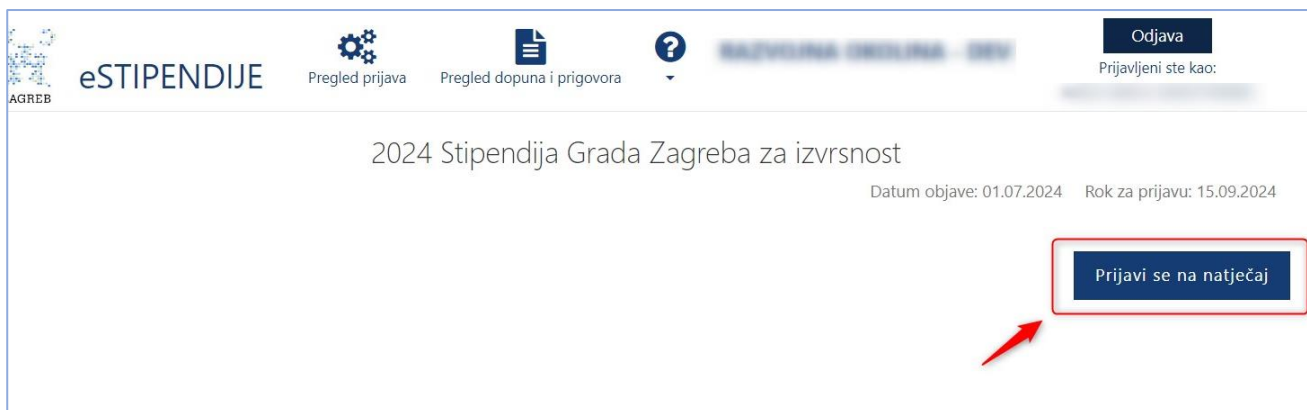 AGREB
eSTIPENDIJE
Pregled prijava
Pregled dopuna i prigovora
Odjava
Prijavljeni ste kao:
2024 Stipendija Grada Zagreba za izvrsnost
Datum objave: 01.07.2024 Rok za prijavu: 15.09.2024
Prijavi se na natječaj